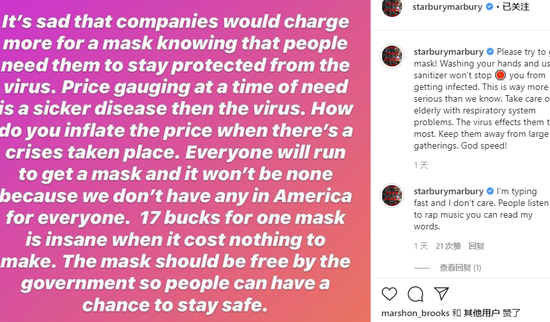 It's sad that companies would charge
more for a mask knowing that people
need them to stay protected from the
virus. Price gauging at a time of need
is a sicker disease then the virus. How
do you inflate the price when there's a
crises taken place. Everyone will run
to get a mask and it won't be none
because we don't have any in America
for everyone. 17 bucks for one mask
is insane when it cost nothing to
make. The mask should be free by the
government so people can have a
chance to stay safe.
starburymarbury • 已关注
starburymarbury Please try to
mask! Washing your hands and
sanitizer won't stop 🛑 you from
getting infected. This is way more
serious than we know. Take care
elderly with respiratory system
problems. The virus effects them
most. Keep them away from large
gatherings. God speed!
1天
starburymarbury I'm typing
fast and I don't care. People listen
to rap music you can read my
words.
1天 21次赞 回复
—— 查看回复 (1)
marshon_brooks 和 其他用户 赞了